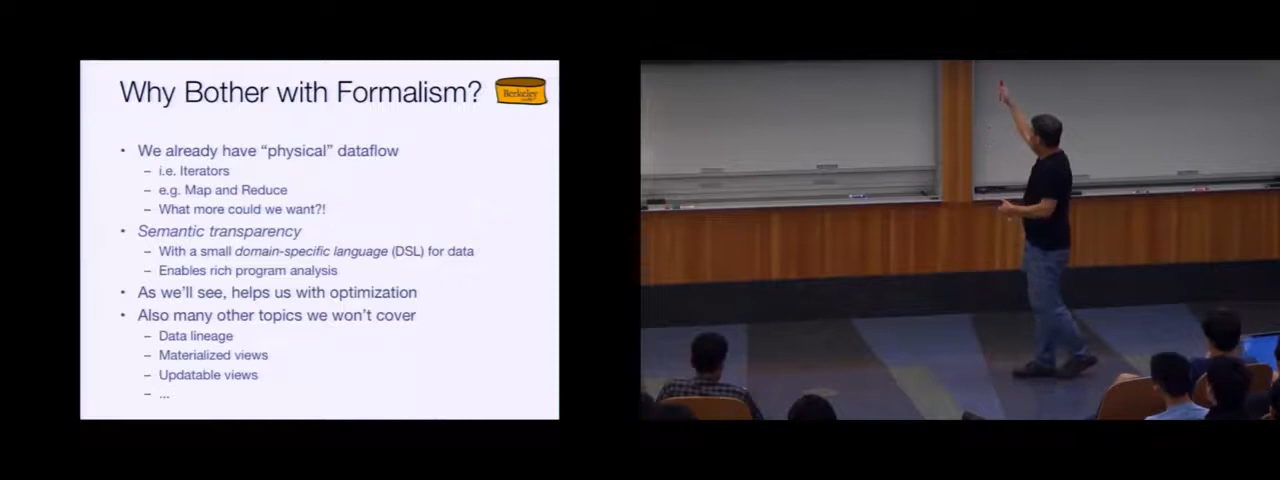 Why Bother with Formalism?
Berkeley
• We already have “physical” dataflow
– i.e. Iterators
– e.g. Map and Reduce
– What more could we want?!
• Semantic transparency
– With a small domain-specific language (DSL) for data
– Enables rich program analysis
• As we’ll see, helps us with optimization
• Also many other topics we won’t cover
– Data lineage
– Materialized views
– Updatable views
– ...